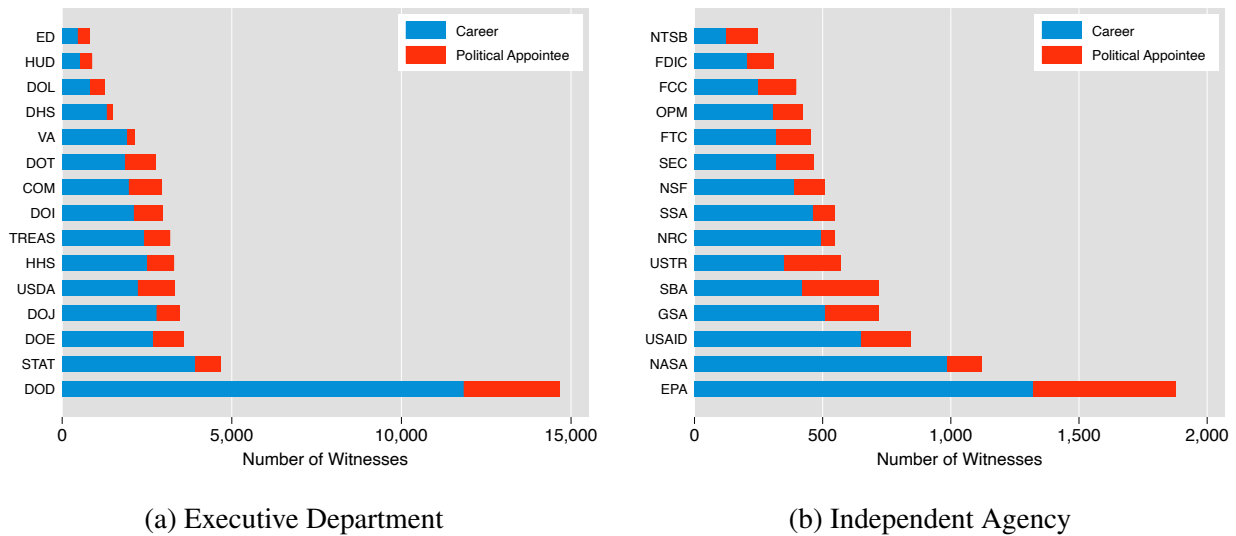 Career
Political Appointee
ED
HUD
DOL
DHS
VA
DOT
COM
DOI
TREAS
HHS
USDA
DOJ
DOE
STAT
DOD
0
5,000
10,000
15,000
Number of Witnesses
(a) Executive Department
Career
Political Appointee
NTSB
FDIC
FCC
OPM
FTC
SEC
NSF
SSA
NRC
USTR
SBA
GSA
USAID
NASA
EPA
0
500
1,000
1,500
2,000
Number of Witnesses
(b) Independent Agency